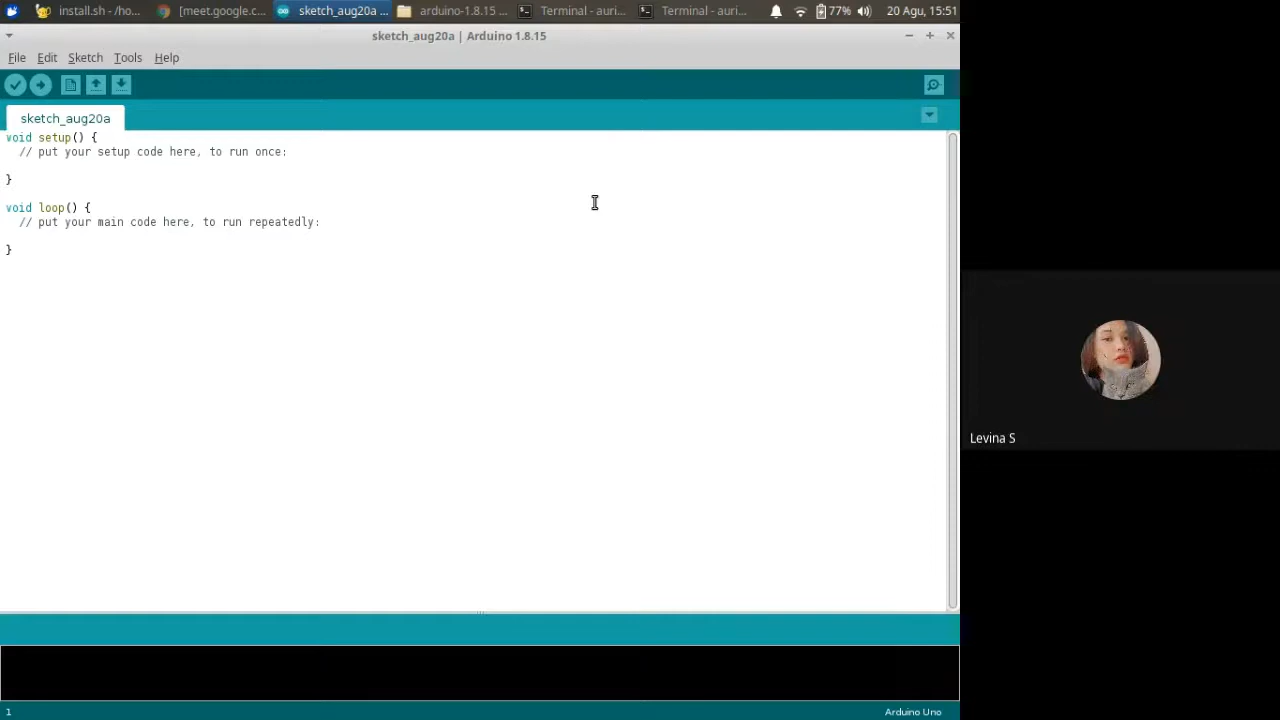 install.sh - /ho...
[meet.google.c...
sketch_aug20a ...
arduino-1.8.15 ...
Terminal - auri...
Terminal - auri...
77%
20 Agu, 15:51
sketch_aug20a | Arduino 1.8.15
File Edit Sketch Tools Help
sketch_aug20a
void setup() {
// put your setup code here, to run once:
}
void loop() {
// put your main code here, to run repeatedly:
}
Levina S
1
Arduino Uno